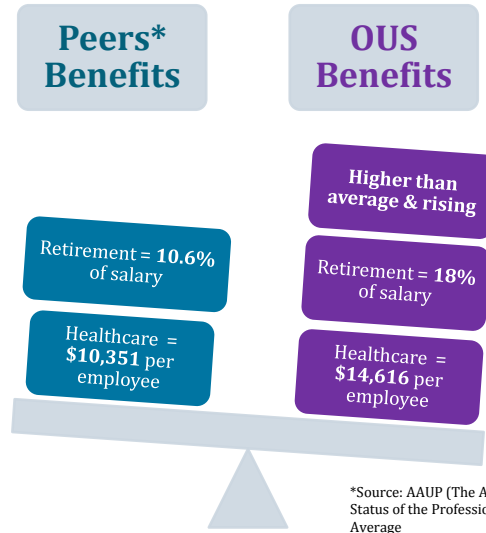 Peers*
Benefits
OUS
Benefits
Higher than
average & rising
Retirement = 10.6%
of salary
Retirement = 18%
of salary
Healthcare =
$10,351 per
employee
Healthcare =
$14,616 per
employee
*Source: AAUP (The A
Status of the Professio
Average